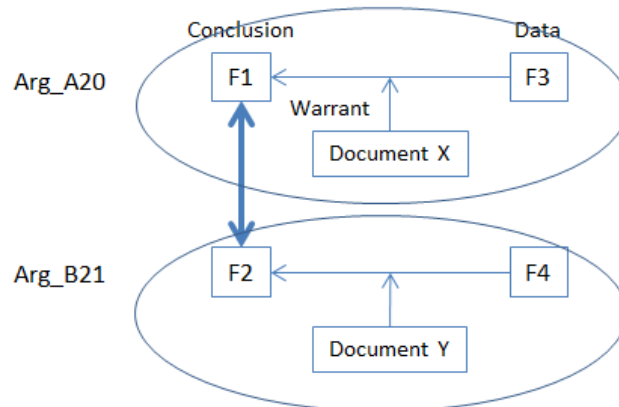 Conclusion Data
Arg_A20 F1 F3
Warrant
Document X
Arg_B21 F2 F4
Document Y